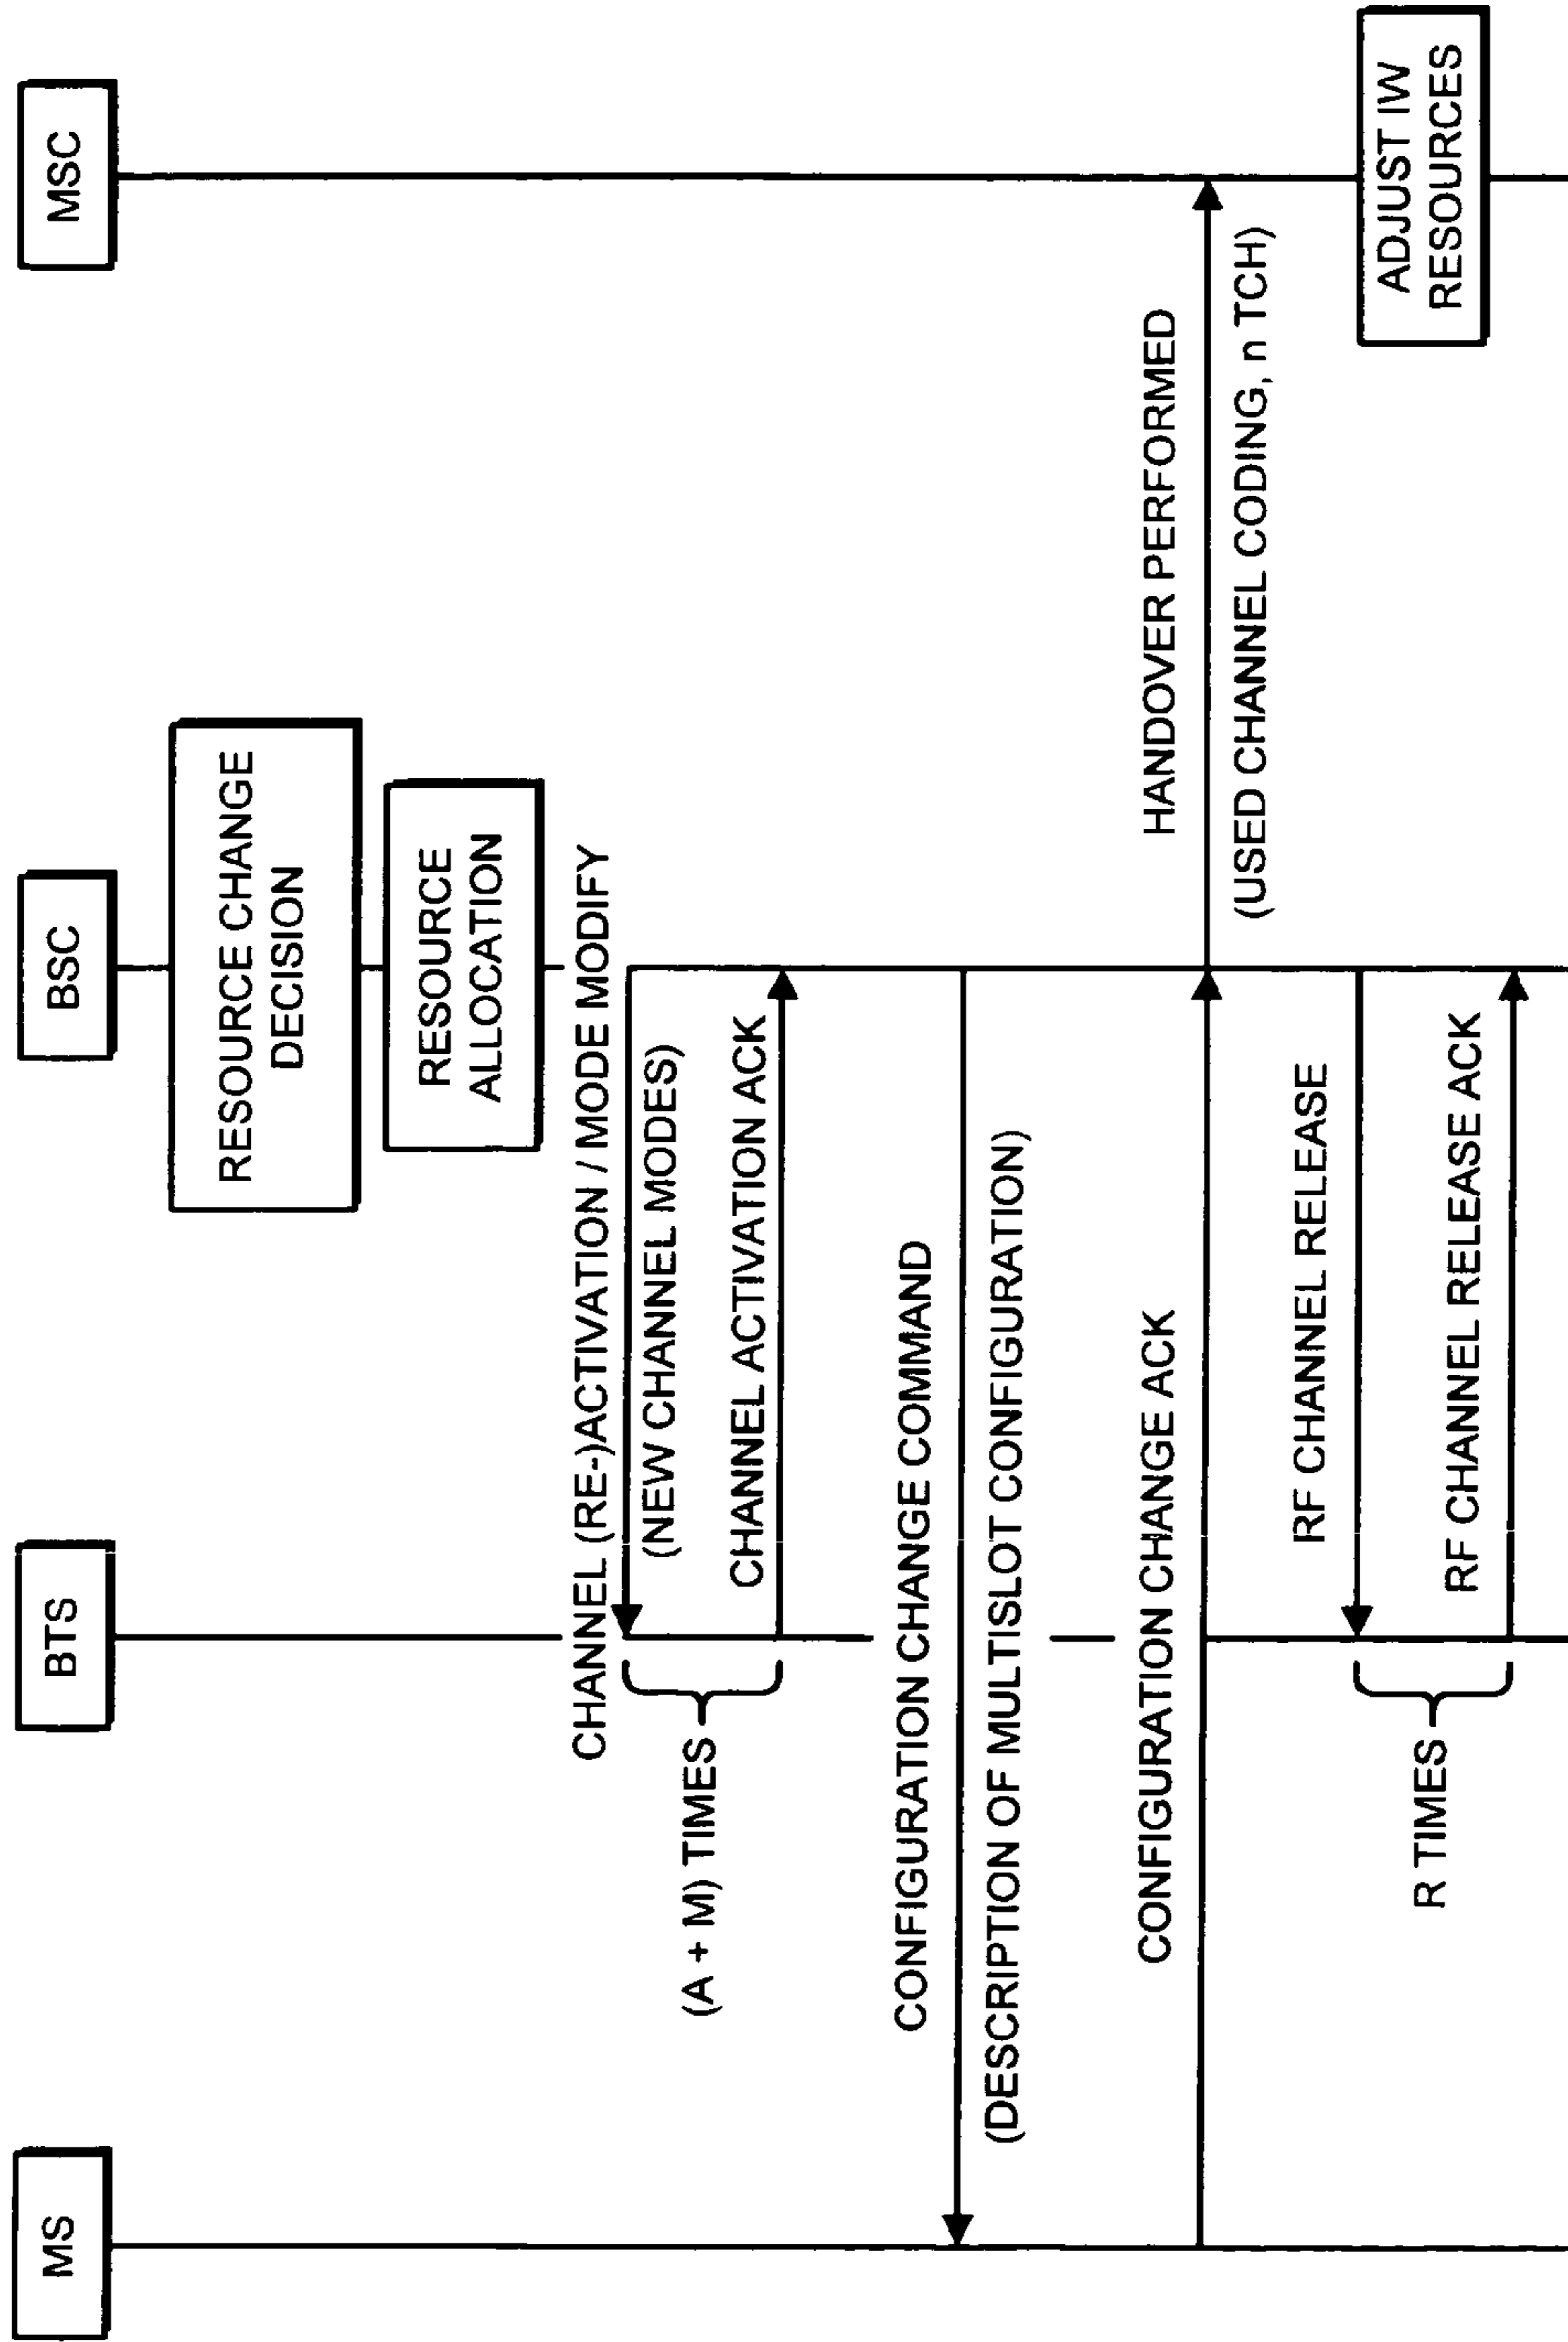 MS
BTS
BSC
MSC
RESOURCE CHANGE
DECISION
RESOURCE
ALLOCATION
CHANNEL (RE-)ACTIVATION / MODE MODIFY
(NEW CHANNEL MODES)
(A + M) TIMES
CHANNEL ACTIVATION ACK
CONFIGURATION CHANGE COMMAND
(DESCRIPTION OF MULTISLOT CONFIGURATION)
CONFIGURATION CHANGE ACK
HANDOVER PERFORMED
(USED CHANNEL CODING, n TCH)
RF CHANNEL RELEASE
R TIMES
RF CHANNEL RELEASE ACK
ADJUST IW
RESOURCES